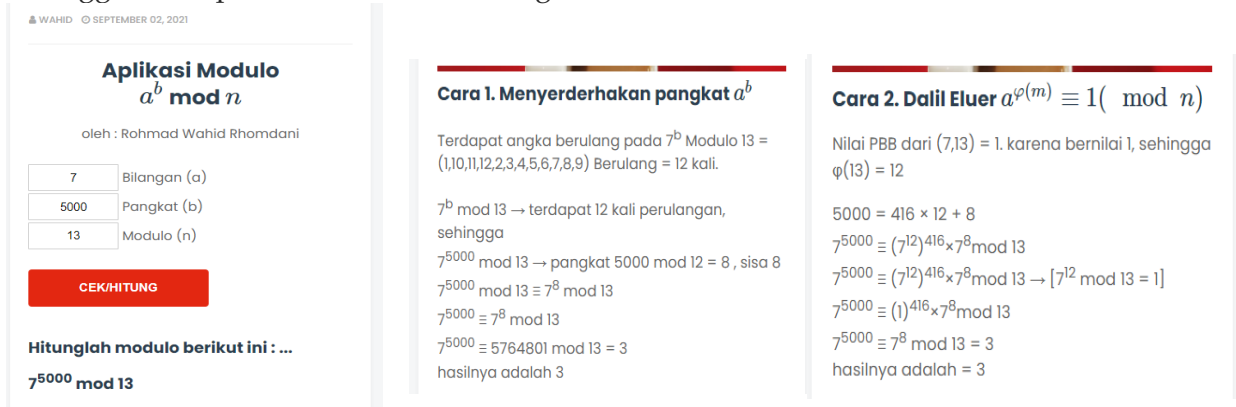 WAHID SEPTEMBER 02, 2021
Aplikasi Modulo
a^b mod n
oleh : Rohmad Wahid Rhomdani
7 Bilangan (a)
5000 Pangkat (b)
13 Modulo (n)
CEK/HITUNG
Hitunglah modulo berikut ini : ...
7^5000 mod 13
Cara 1. Menyerderhakan pangkat a^b
Terdapat angka berulang pada 7^b Modulo 13 =
(1,10,11,12,2,3,4,5,6,7,8,9) Berulang = 12 kali.
7^b mod 13 → terdapat 12 kali perulangan,
sehingga
7^5000 mod 13 → pangkat 5000 mod 12 = 8 , sisa 8
7^5000 mod 13 ≡ 7^8 mod 13
7^5000 ≡ 7^8 mod 13
7^5000 ≡ 5764801 mod 13 = 3
hasilnya adalah 3
Cara 2. Dalil Eluer a^φ(m) ≡ 1( mod n)
Nilai PBB dari (7,13) = 1. karena bernilai 1, sehingga
φ(13) = 12
5000 = 416 × 12 + 8
7^5000 ≡ (7^12)^416×7^8mod 13
7^5000 ≡ (7^12)^416×7^8mod 13 → [7^12 mod 13 = 1]
7^5000 ≡ (1)^416×7^8mod 13
7^5000 ≡ 7^8 mod 13 = 3
hasilnya adalah = 3